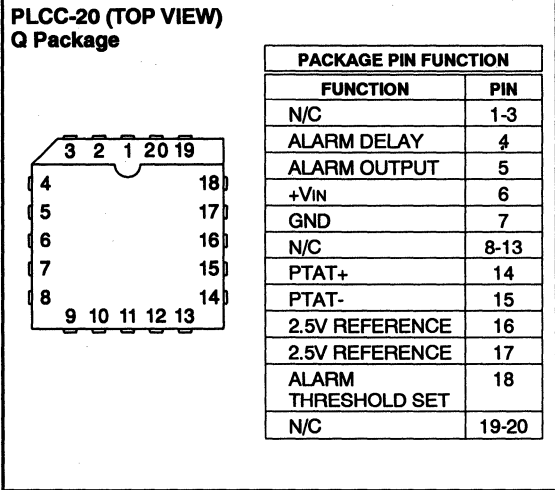 PLCC-20 (TOP VIEW)
Q Package
3 2 1 20 19
4 18
5 17
6 16
7 15
8 14
9 10 11 12 13
PACKAGE PIN FUNCTION
FUNCTION PIN
N/C 1-3
ALARM DELAY 4
ALARM OUTPUT 5
+VIN 6
GND 7
N/C 8-13
PTAT+ 14
PTAT- 15
2.5V REFERENCE 16
2.5V REFERENCE 17
ALARM 18
THRESHOLD SET
N/C 19-20